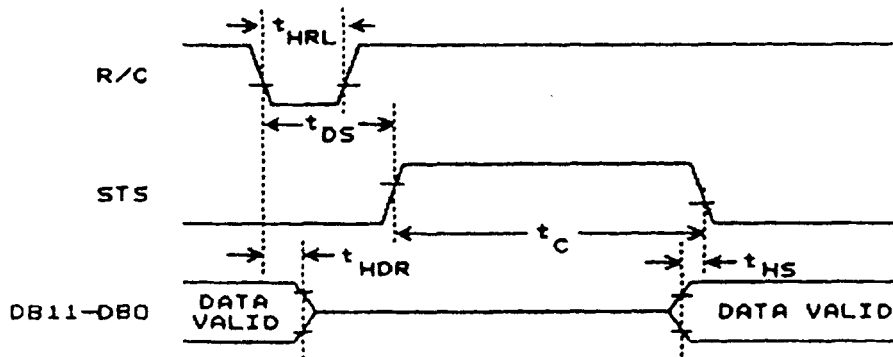 tHRL
R/C
tDS
STS
tC
tHDR
tHS
DB11-DB0
DATA VALID
DATA VALID